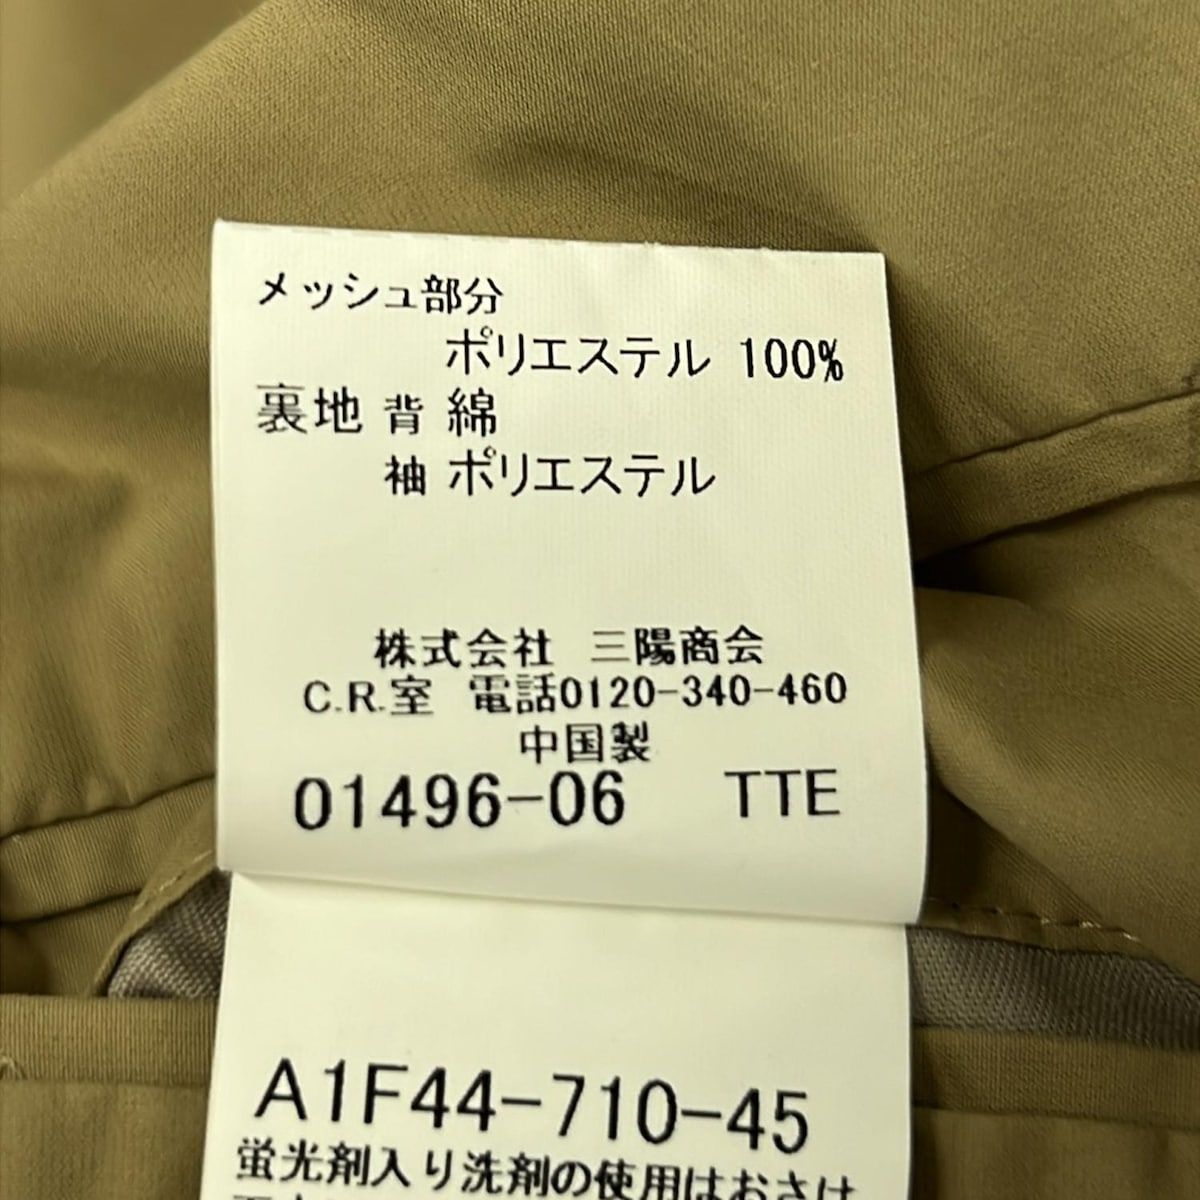 メッシュ部分
ポリエステル 100%
裏地 背 綿
袖 ポリエステル
株式会社 三陽商会
C.R.室 電話0120-340-460
中国製
01496-06 TTE
A1F44-710-45
蛍光剤入り洗剤の使用はおさけ